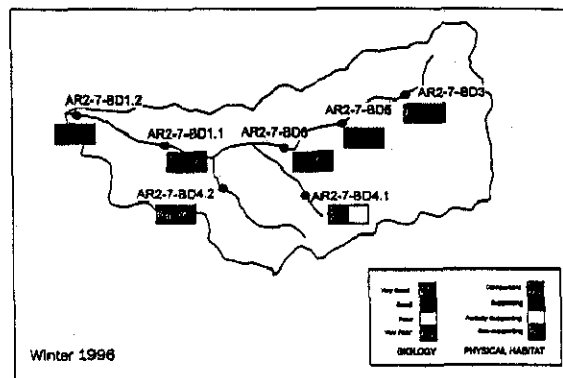 AR2-7-BD1.2
AR2-7-BD3
AR2-7-BD5
AR2-7-BD1.1
AR2-7-BD6
AR2-7-BD4.2
AR2-7-BD4.1
Very Good
Comparable
Good
Supporting
Poor
Partially Supporting
Very Poor
Non-supporting
BIOLOGY
PHYSICAL HABITAT
Winter 1996